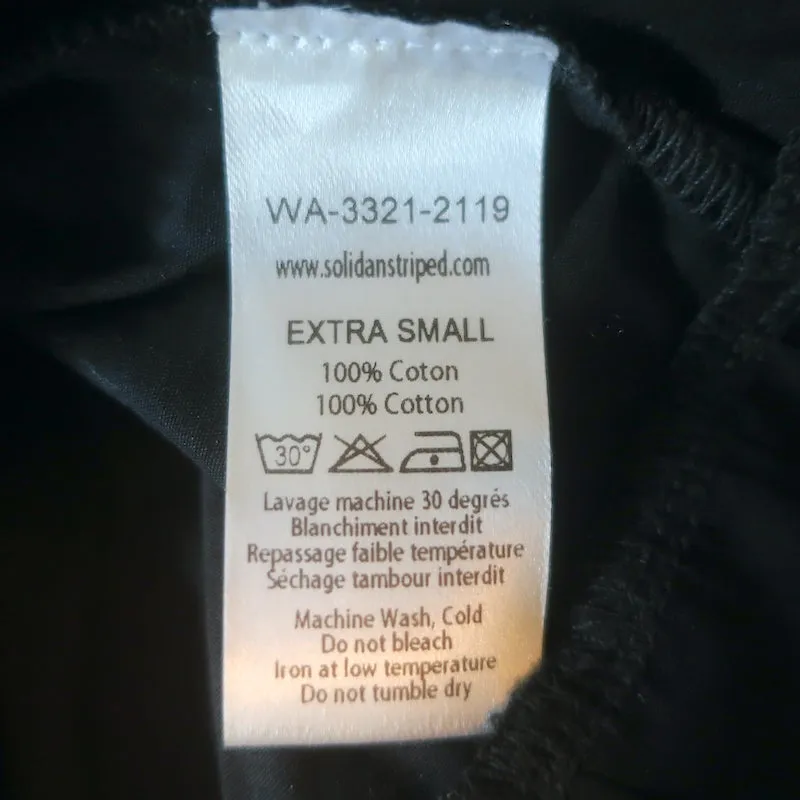 WA-3321-2119
www.solidanstriped.com
EXTRA SMALL
100% Coton
100% Cotton
30°
Lavage machine 30 degrés
Blanchiment interdit
Repassage faible température
Séchage tambour interdit
Machine Wash, Cold
Do not bleach
Iron at low temperature
Do not tumble dry